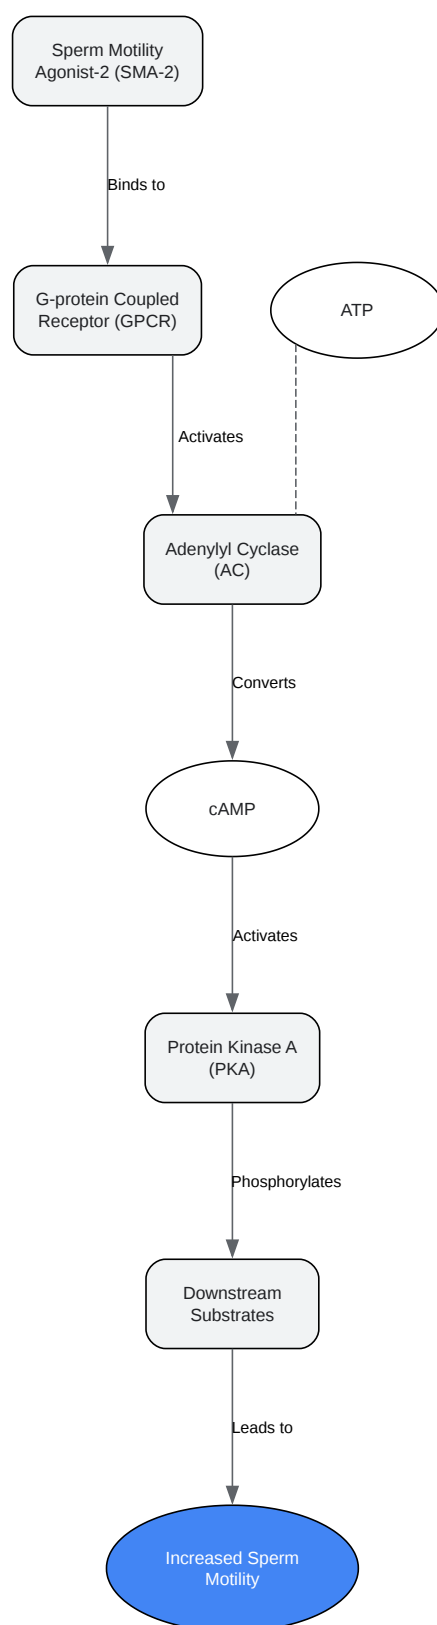 Sperm Motility
Agonist-2 (SMA-2)
Binds to
G-protein Coupled
Receptor (GPCR)
ATP
Activates
Adenylyl Cyclase
(AC)
Converts
cAMP
Activates
Protein Kinase A
(PKA)
Phosphorylates
Downstream
Substrates
Leads to
Increased Sperm
Motility